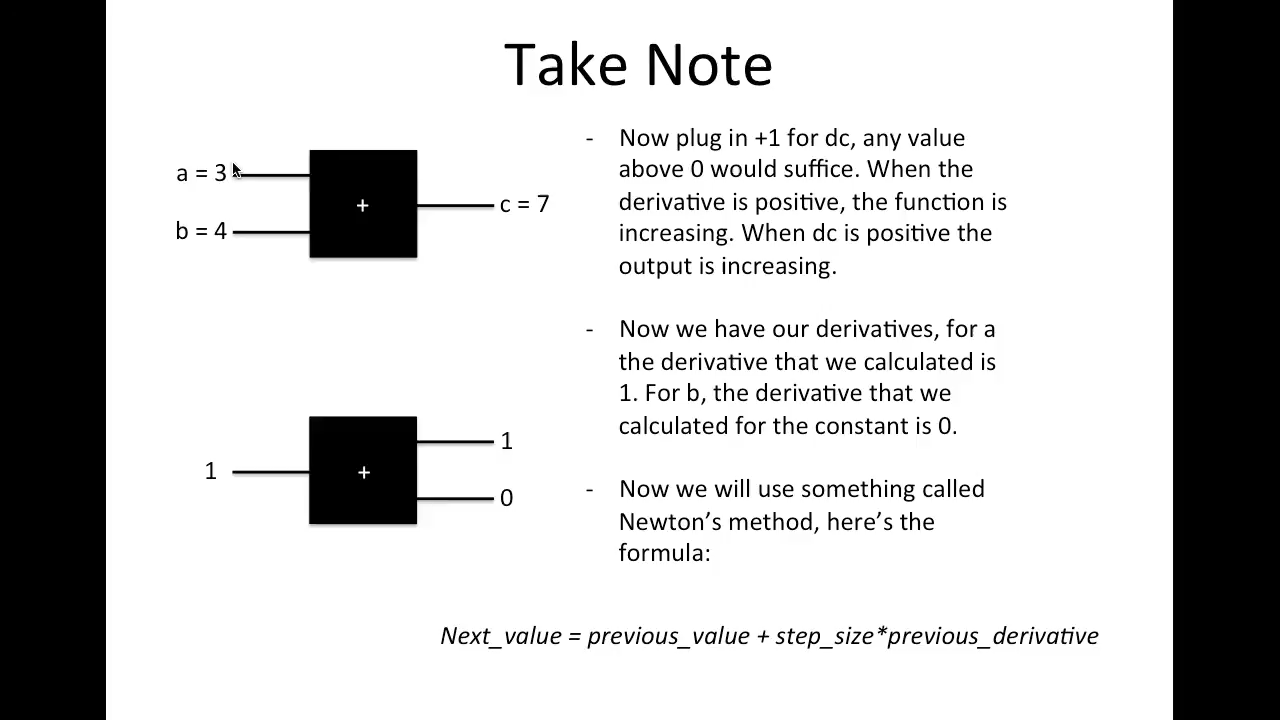 Take Note
a = 3
b = 4
+
c = 7
- Now plug in +1 for dc, any value
above 0 would suffice. When the
derivative is positive, the function is
increasing. When dc is positive the
output is increasing.
- Now we have our derivatives, for a
the derivative that we calculated is
1. For b, the derivative that we
calculated for the constant is 0.
1
+
1
0
- Now we will use something called
Newton’s method, here’s the
formula:
Next_value = previous_value + step_size*previous_derivative